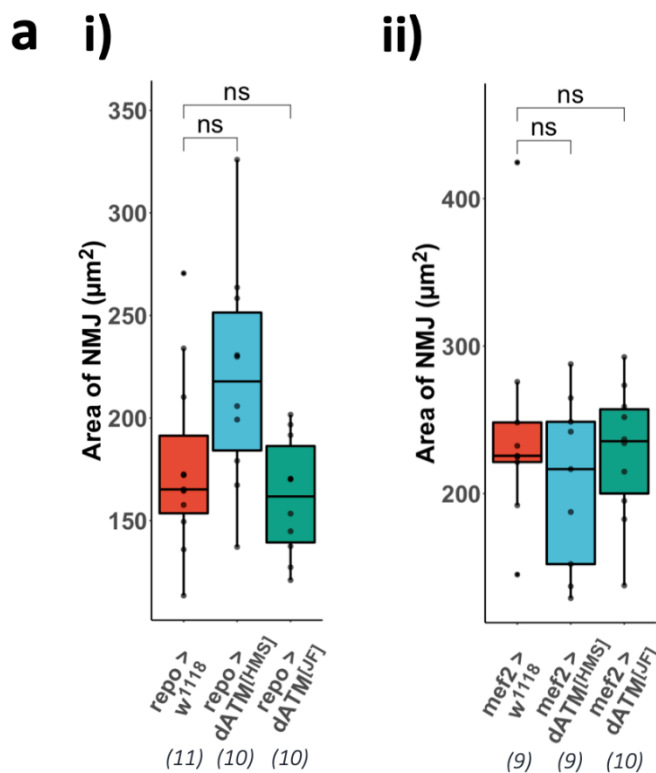 a i) ii)
ns
ns
350
300
250
200
150
Area of NMJ (µm²)
repo >
w¹¹¹⁸
repo >
dATM[HMS]
repo >
dATM[JF]
(11) (10) (10)
ns
ns
400
300
200
Area of NMJ (µm²)
mef2 >
w¹¹¹⁸
mef2 >
dATM[HMS]
mef2 >
dATM[JF]
(9) (9) (10)